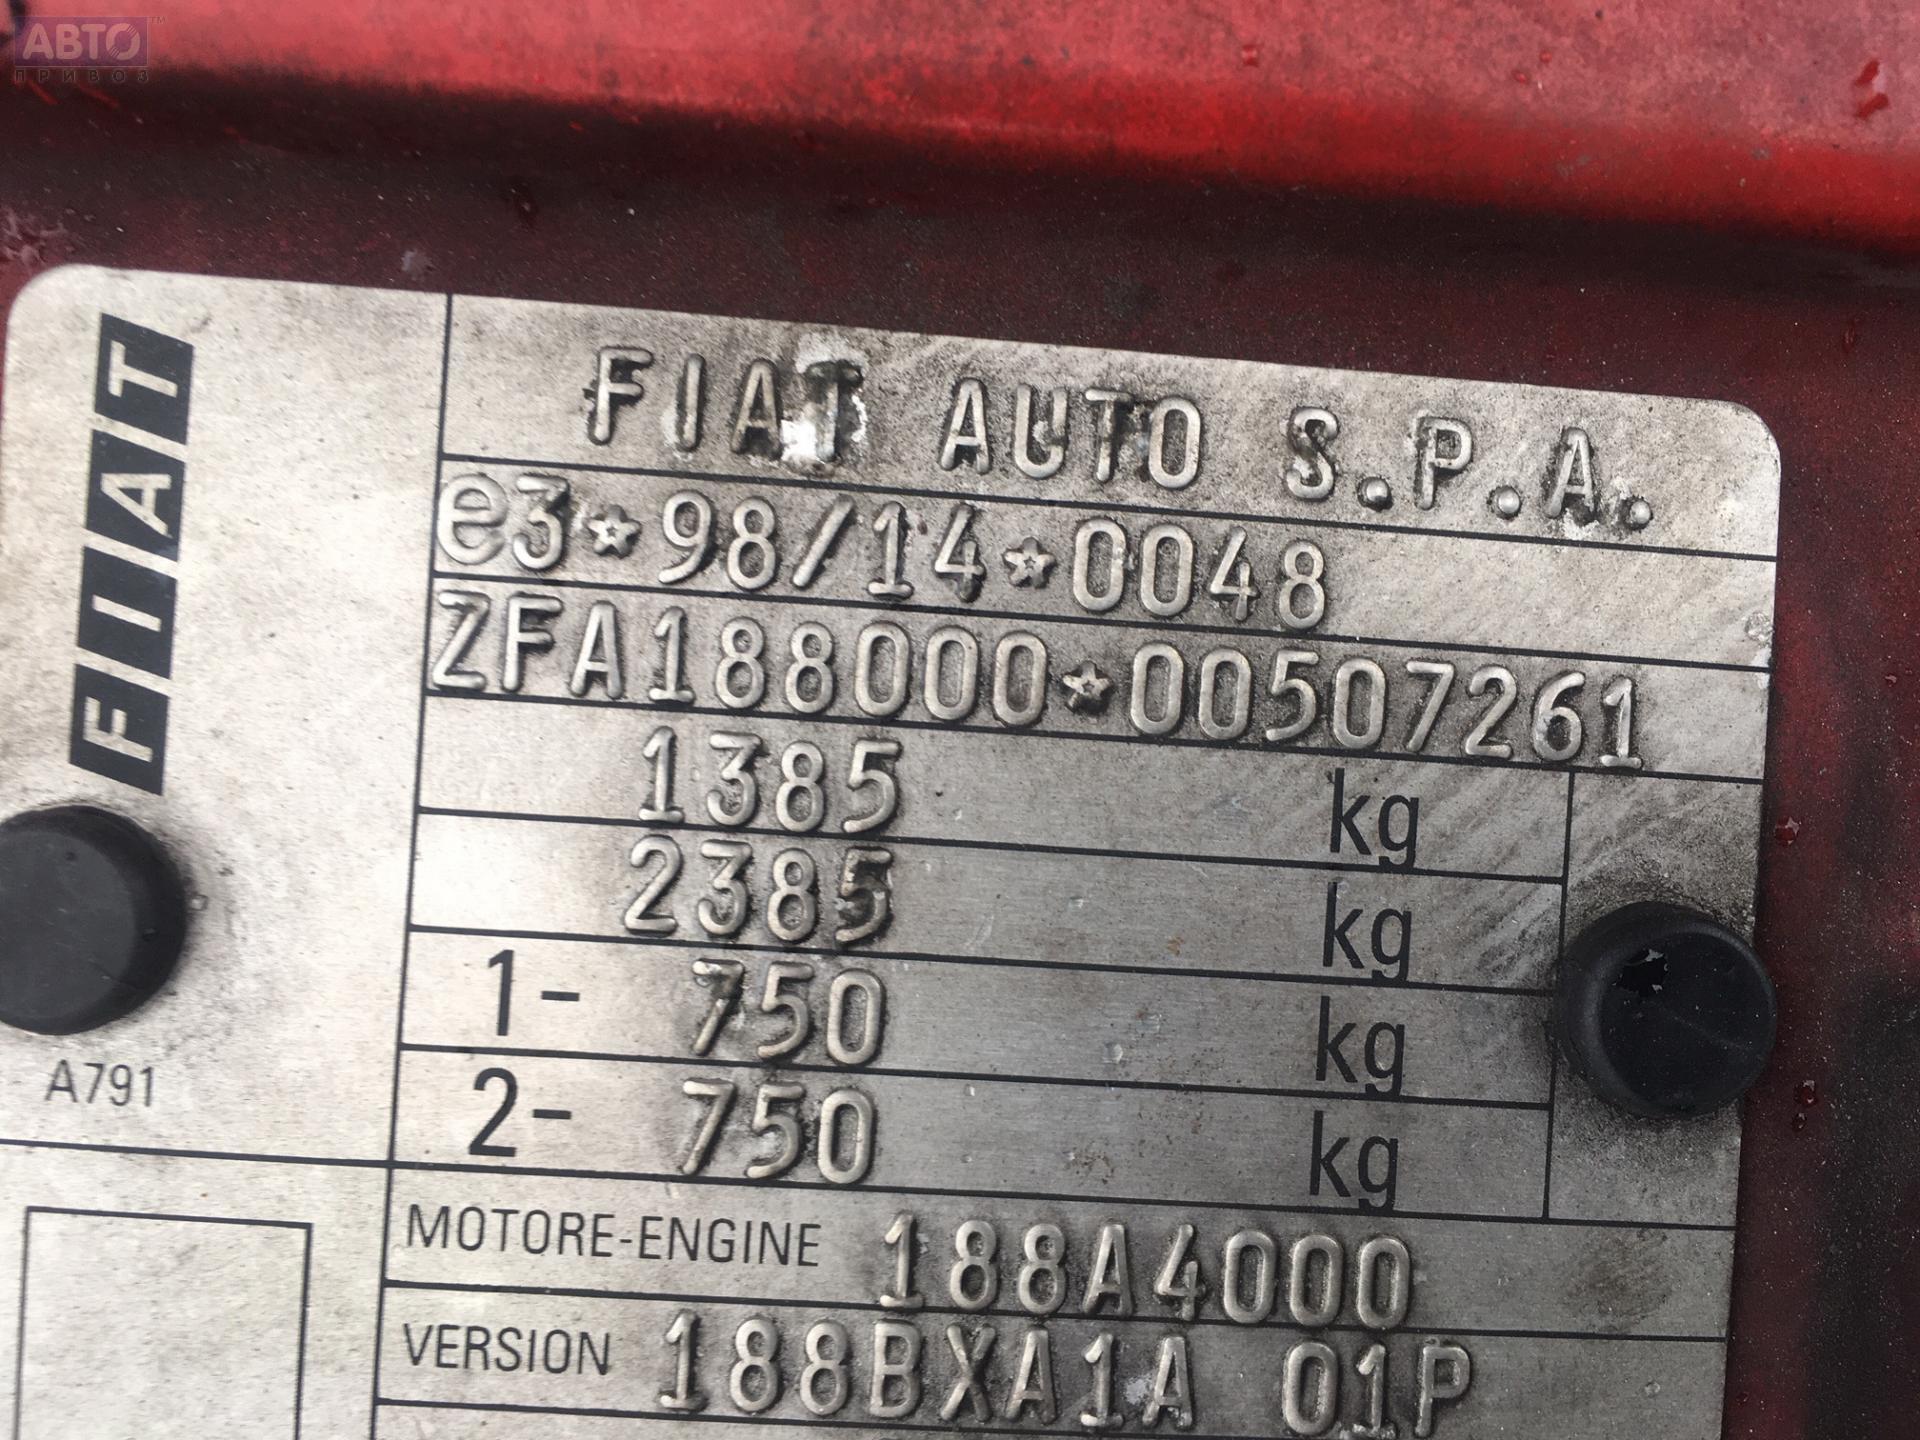 АВТО™
ПРИВОЗ
FIAT
FIAT AUTO S.P.A.
e3*98/14*0048
ZFA188000*00507261
1385 kg
2385 kg
1- 750 kg
2- 750 kg
A791
MOTORE-ENGINE 188A4000
VERSION 188BXA1A 01P